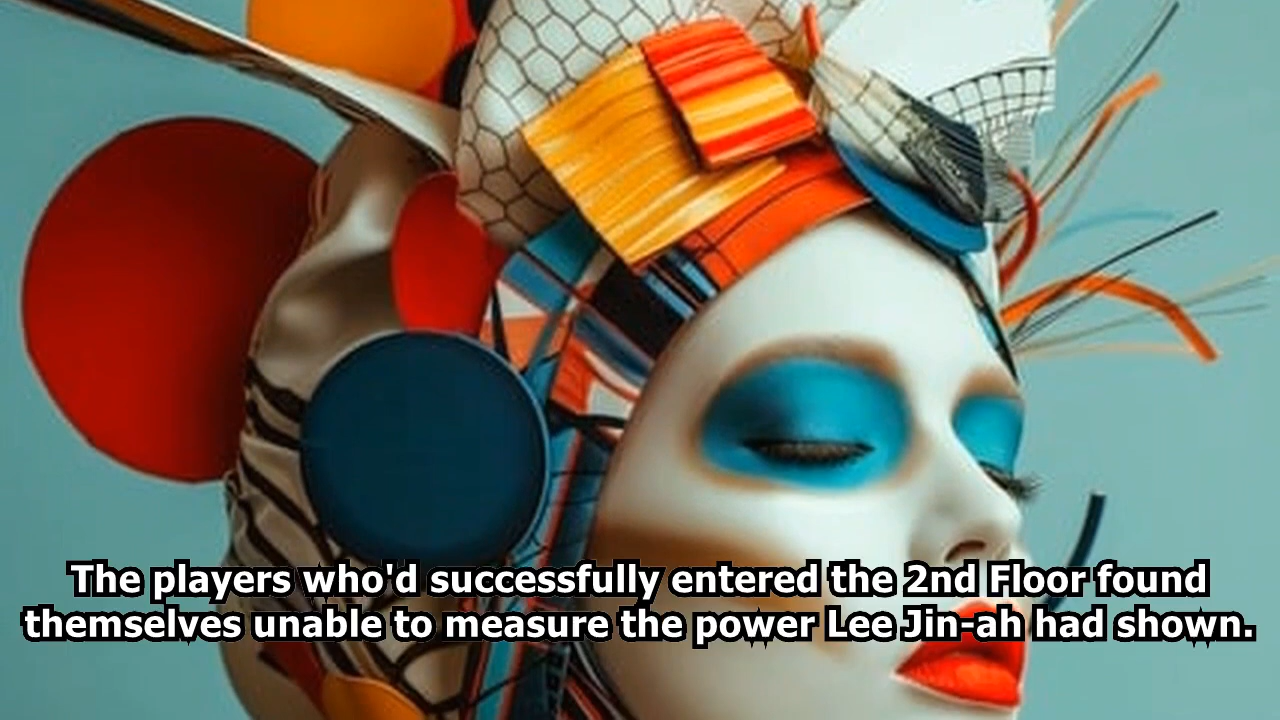 The players who'd successfully entered the 2nd Floor found
themselves unable to measure the power Lee Jin-ah had shown.